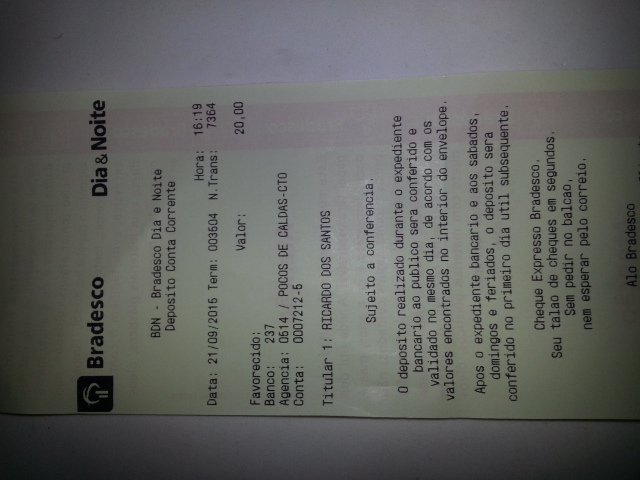 Bradesco Dia & Noite
BDN - Bradesco Dia e Noite
Deposito Conta Corrente
Hora: 16:19
Data: 21/09/2016 Term: 003504 N.Trans: 7364
Valor: 20,00
Favorecido:
Banco: 237
Agencia: 0514 / POCOS DE CALDAS-CTO
Conta: 0007212-5
Titular 1: RICARDO DOS SANTOS
Sujeito a conferencia.
O deposito realizado durante o expediente
bancario ao publico sera conferido e
validado no mesmo dia, de acordo com os
valores encontrados no interior do envelope.
Apos o expediente bancario e aos sabados,
domingos e feriados, o deposito sera
conferido no primeiro dia util subsequente.
Cheque Expresso Bradesco.
Seu talao de cheques em segundos.
Sem pedir no balcao,
nem esperar pelo correio.
Alo Bradesco